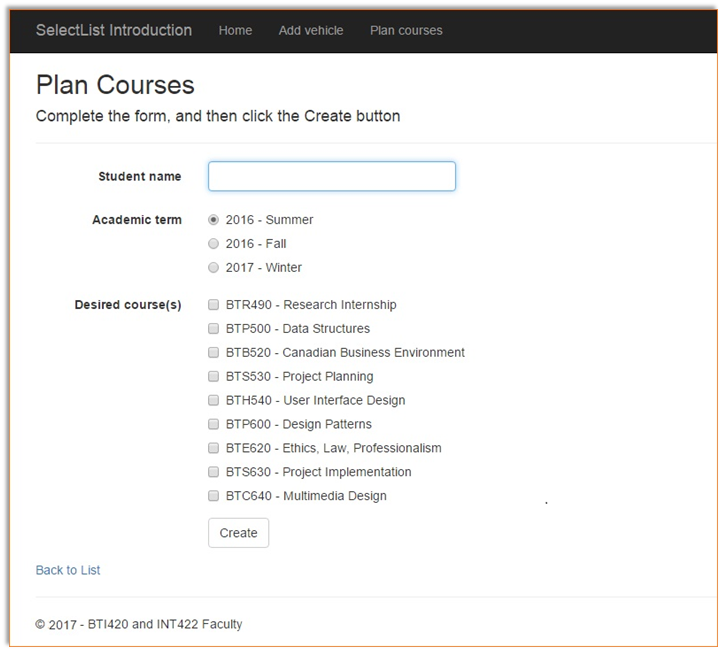 SelectList Introduction Home Add vehicle Plan courses
Plan Courses
Complete the form, and then click the Create button
Student name
Academic term 2016 - Summer
2016 - Fall
2017 - Winter
Desired course(s) BTR490 - Research Internship
BTP500 - Data Structures
BTB520 - Canadian Business Environment
BTS530 - Project Planning
BTH540 - User Interface Design
BTP600 - Design Patterns
BTE620 - Ethics, Law, Professionalism
BTS630 - Project Implementation
BTC640 - Multimedia Design
Create
Back to List
© 2017 - BTI420 and INT422 Faculty